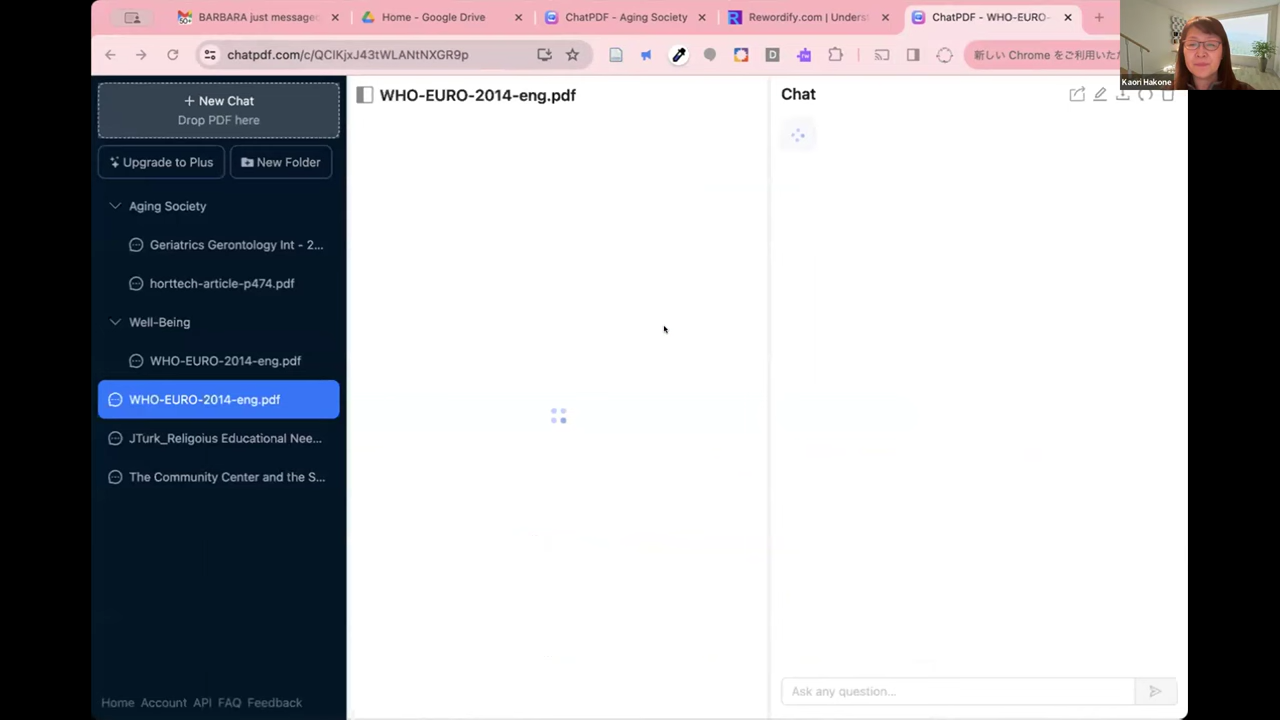 BARBARA just message
Home - Google Drive
ChatPDF - Aging Society
Rewordify.com | Underst
ChatPDF - WHO-EURO-
chatpdf.com/c/QCIKjxJ43tWLANtNXGR9p
新しい Chrome をご利用いただ
Kaori Hakone
+ New Chat
Drop PDF here
Upgrade to Plus
New Folder
Aging Society
Geriatrics Gerontology Int - 2...
horttech-article-p474.pdf
Well-Being
WHO-EURO-2014-eng.pdf
WHO-EURO-2014-eng.pdf
JTurk_Religoius Educational Nee...
The Community Center and the S...
Home Account API FAQ Feedback
WHO-EURO-2014-eng.pdf
Chat
Ask any question...